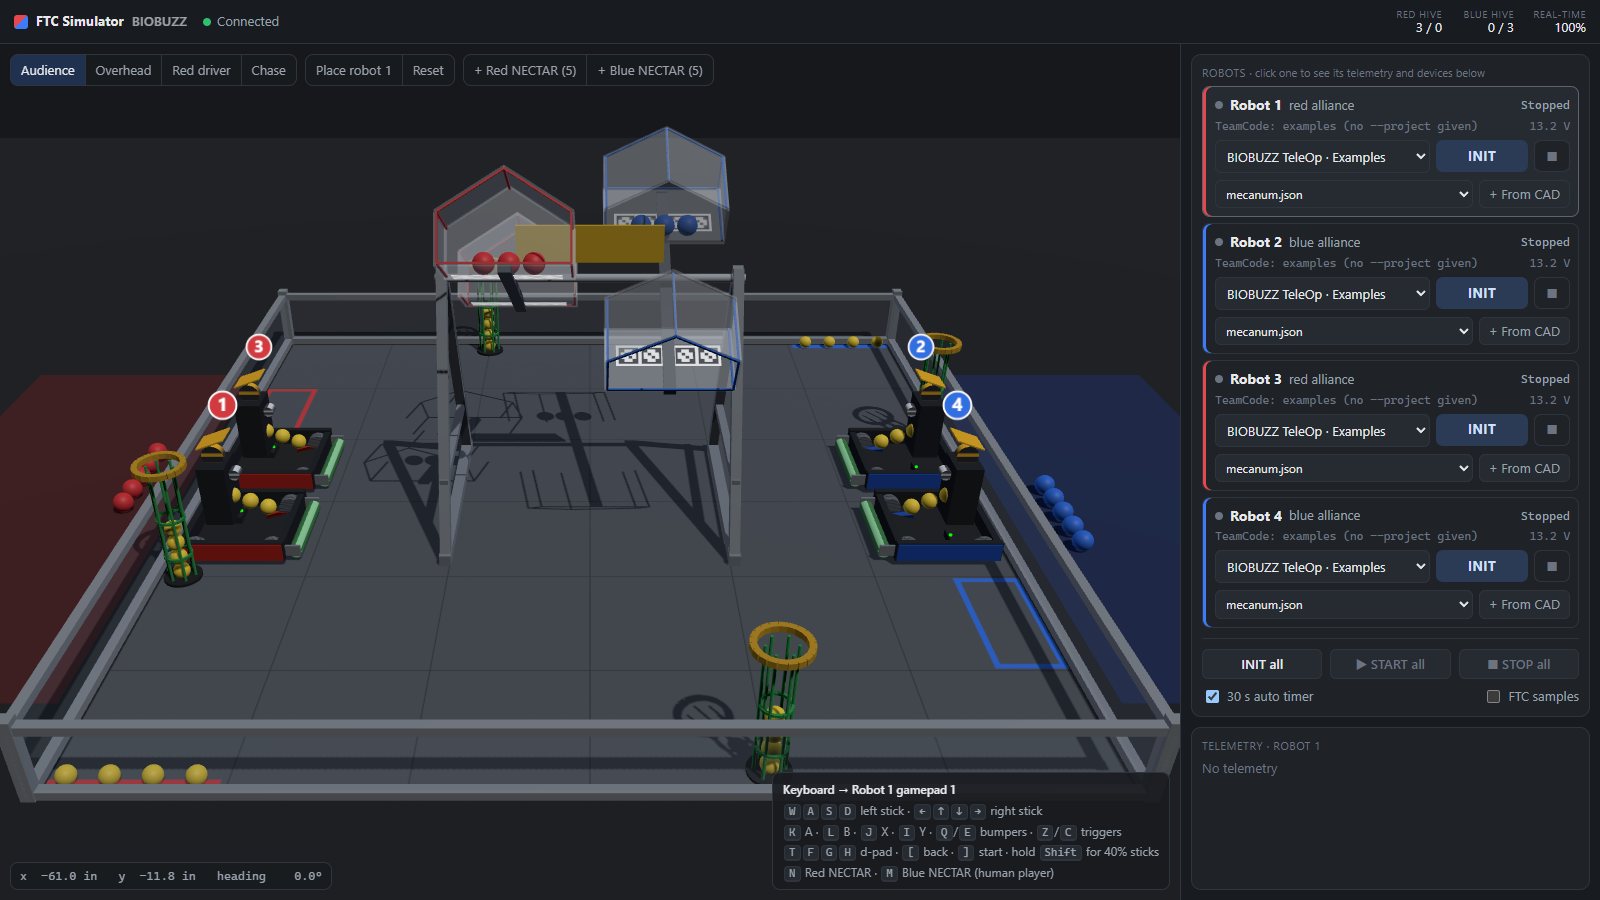 FTC Simulator BIOBUZZ Connected
RED HIVE BLUE HIVE REAL-TIME
3 / 0 0 / 3 100%
Audience Overhead Red driver Chase Place robot 1 Reset + Red NECTAR (5) + Blue NECTAR (5)
3
1
2
4
Keyboard → Robot 1 gamepad 1
W A S D left stick · ← ↑ ↓ → right stick
K A · L B · J X · I Y · Q / E bumpers · Z / C triggers
T F G H d-pad · [ back · ] start · hold Shift for 40% sticks
N Red NECTAR · M Blue NECTAR (human player)
x -61.0 in y -11.8 in heading 0.0°
ROBOTS · click one to see its telemetry and devices below
Robot 1 red alliance Stopped
TeamCode: examples (no --project given) 13.2 V
BIOBUZZ TeleOp · Examples INIT
mecanum.json + From CAD
Robot 2 blue alliance Stopped
TeamCode: examples (no --project given) 13.2 V
BIOBUZZ TeleOp · Examples INIT
mecanum.json + From CAD
Robot 3 red alliance Stopped
TeamCode: examples (no --project given) 13.2 V
BIOBUZZ TeleOp · Examples INIT
mecanum.json + From CAD
Robot 4 blue alliance Stopped
TeamCode: examples (no --project given) 13.2 V
BIOBUZZ TeleOp · Examples INIT
mecanum.json + From CAD
INIT all ▶ START all ■ STOP all
30 s auto timer FTC samples
TELEMETRY · ROBOT 1
No telemetry